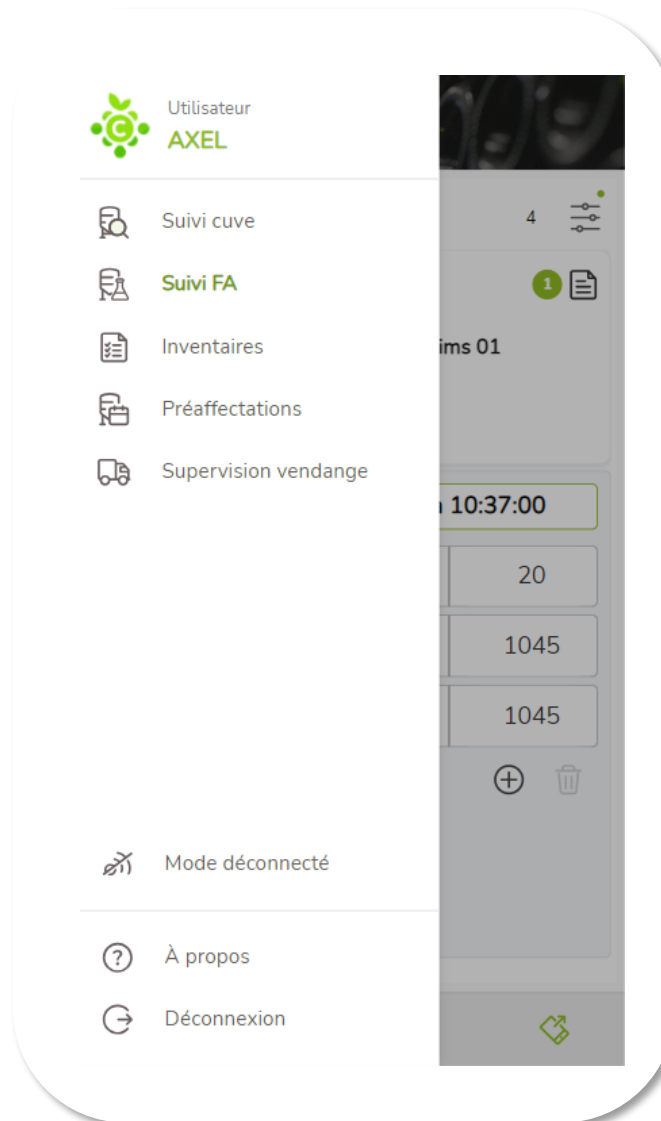 Utilisateur
AXEL
Suivi cuve
4
Suivi FA
1
Inventaires
ims 01
Préaffectations
Supervision vendange
10:37:00
20
1045
1045
Mode déconnecté
À propos
Déconnexion